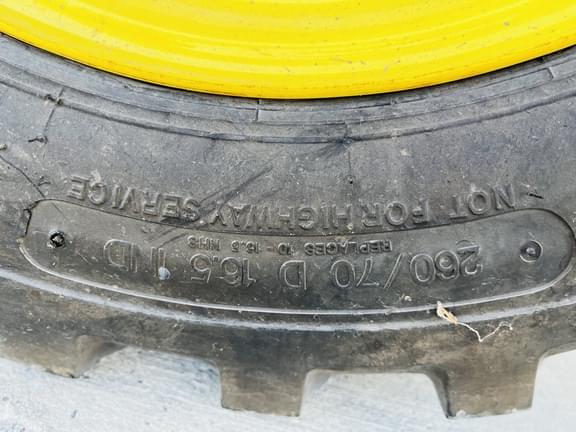 NOT FOR HIGHWAY SERVICE
REPLACES 10 - 16.5 NHS
260/70 D 16.5 IND